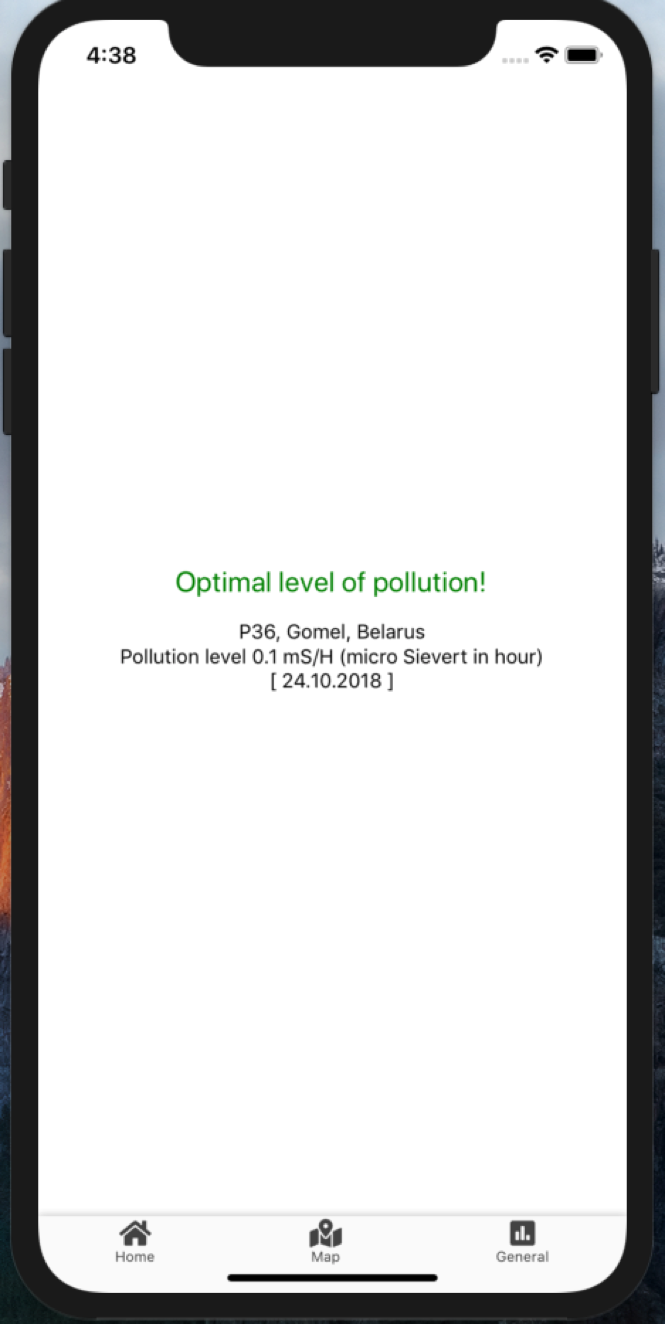 4:38
Optimal level of pollution!
P36, Gomel, Belarus
Pollution level 0.1 mS/H (micro Sievert in hour)
[ 24.10.2018 ]
Home
Map
General